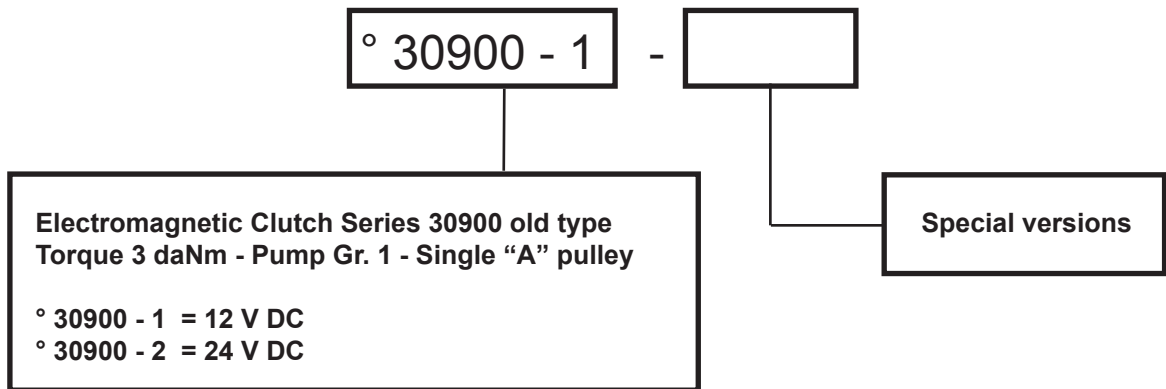 ° 30900 - 1 -
Electromagnetic Clutch Series 30900 old type
Torque 3 daNm - Pump Gr. 1 - Single “A” pulley
° 30900 - 1 = 12 V DC
° 30900 - 2 = 24 V DC
Special versions